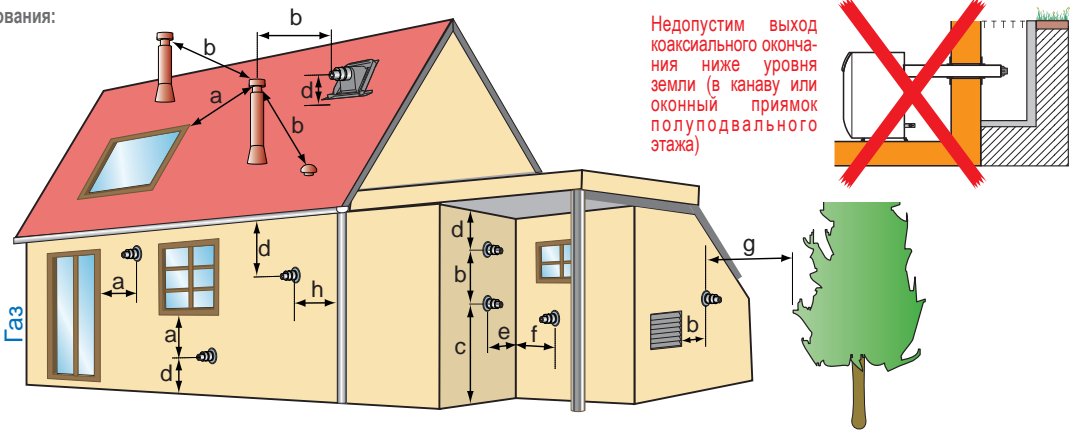 ования:
Недопустим выход
коаксиального оконча-
ния ниже уровня
земли (в канаву или
оконный приямок
полуподвального
этажа)
b
b
d
a
b
d
d
g
a
h
b
Газ
a
e
f
b
c
d